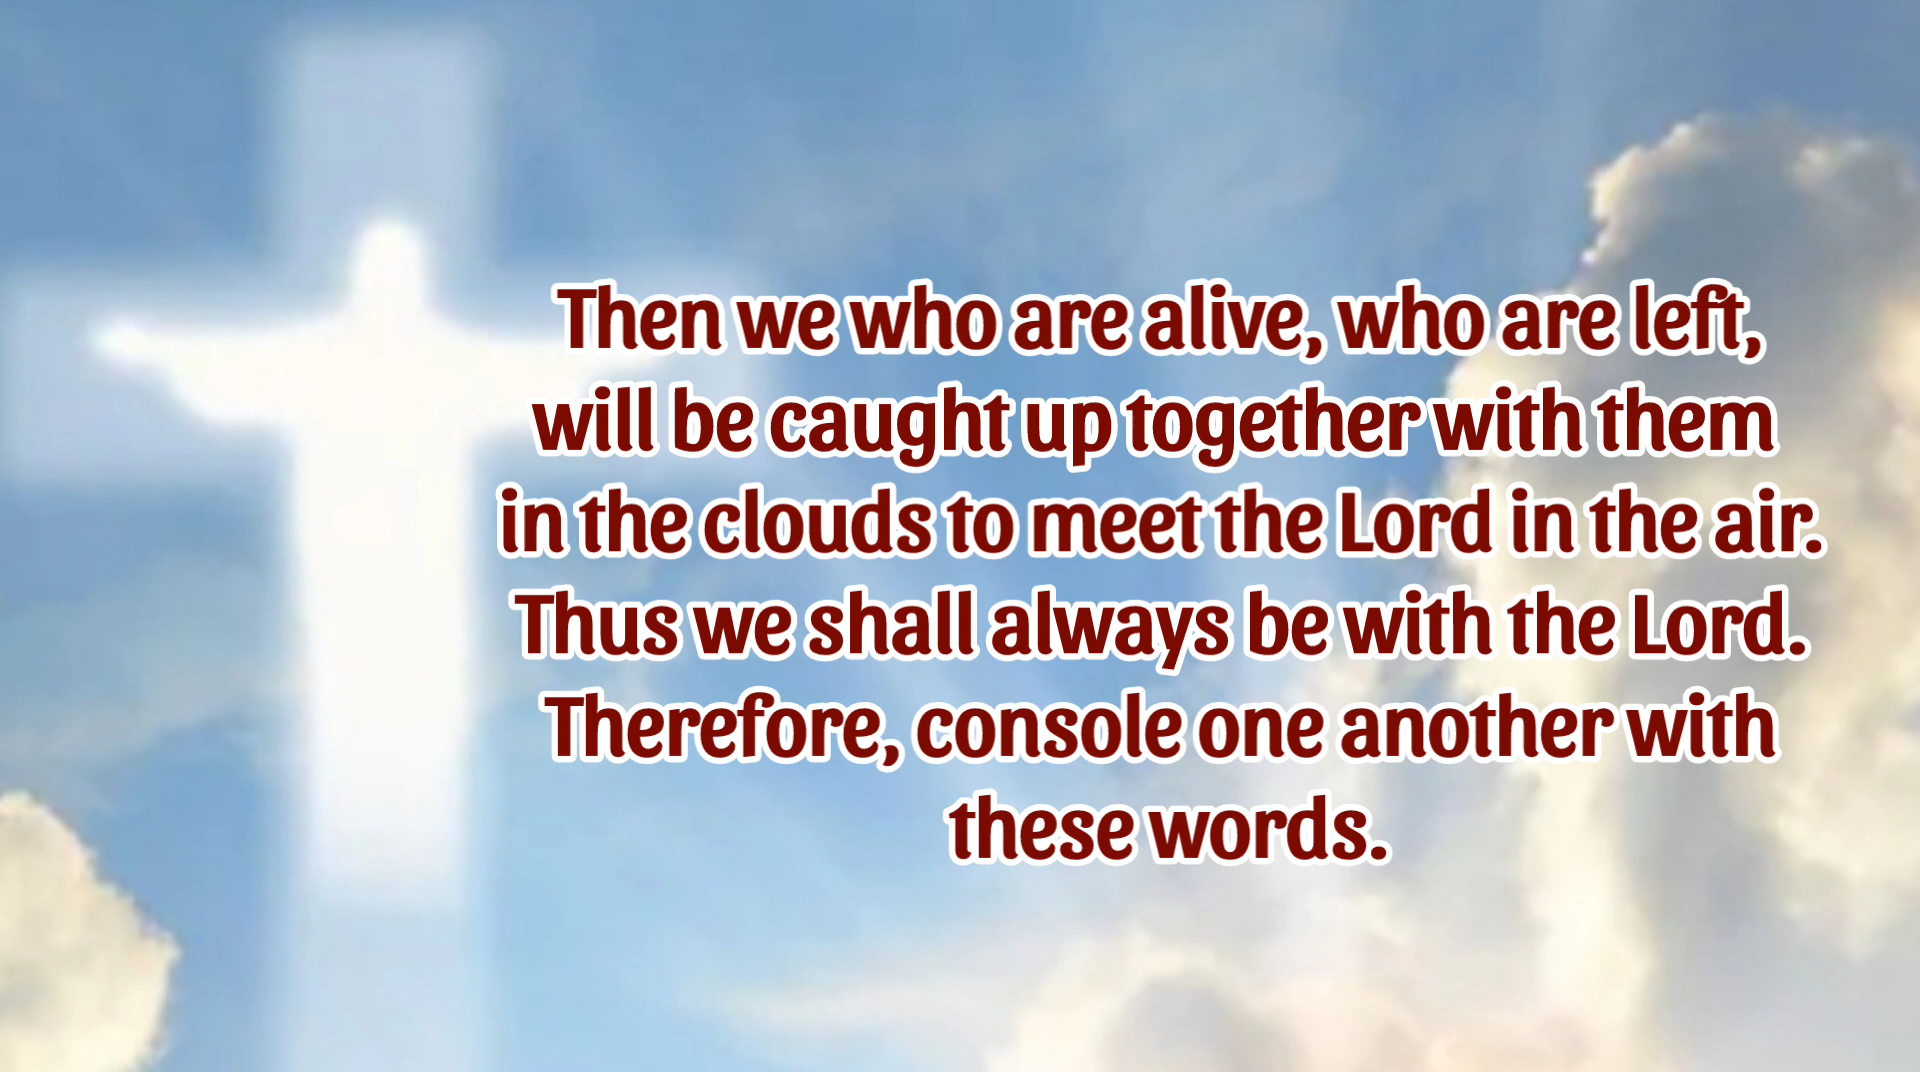 Then we who are alive, who are left,
will be caught up together with them
in the clouds to meet the Lord in the air.
Thus we shall always be with the Lord.
Therefore, console one another with
these words.